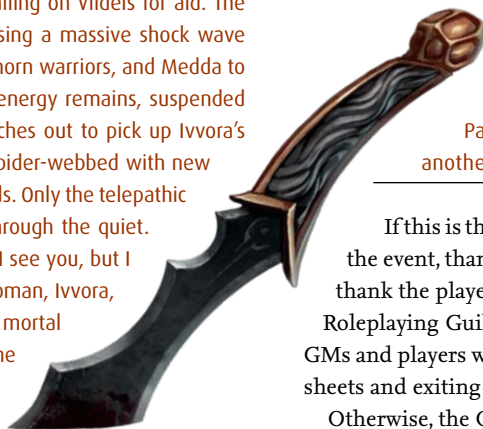 alling on Vildeis for aid. The
sing a massive shock wave
horn warriors, and Medda to
energy remains, suspended
ches out to pick up Ivvora's
pider-webbed with new
ds. Only the telepathic
hrough the quiet.
I see you, but I
oman, Ivvora,
mortal
ne
Pa
anothe
If this is th
the event, than
thank the playe
Roleplaying Guil
GMs and players w
sheets and exiting
Otherwise, the G